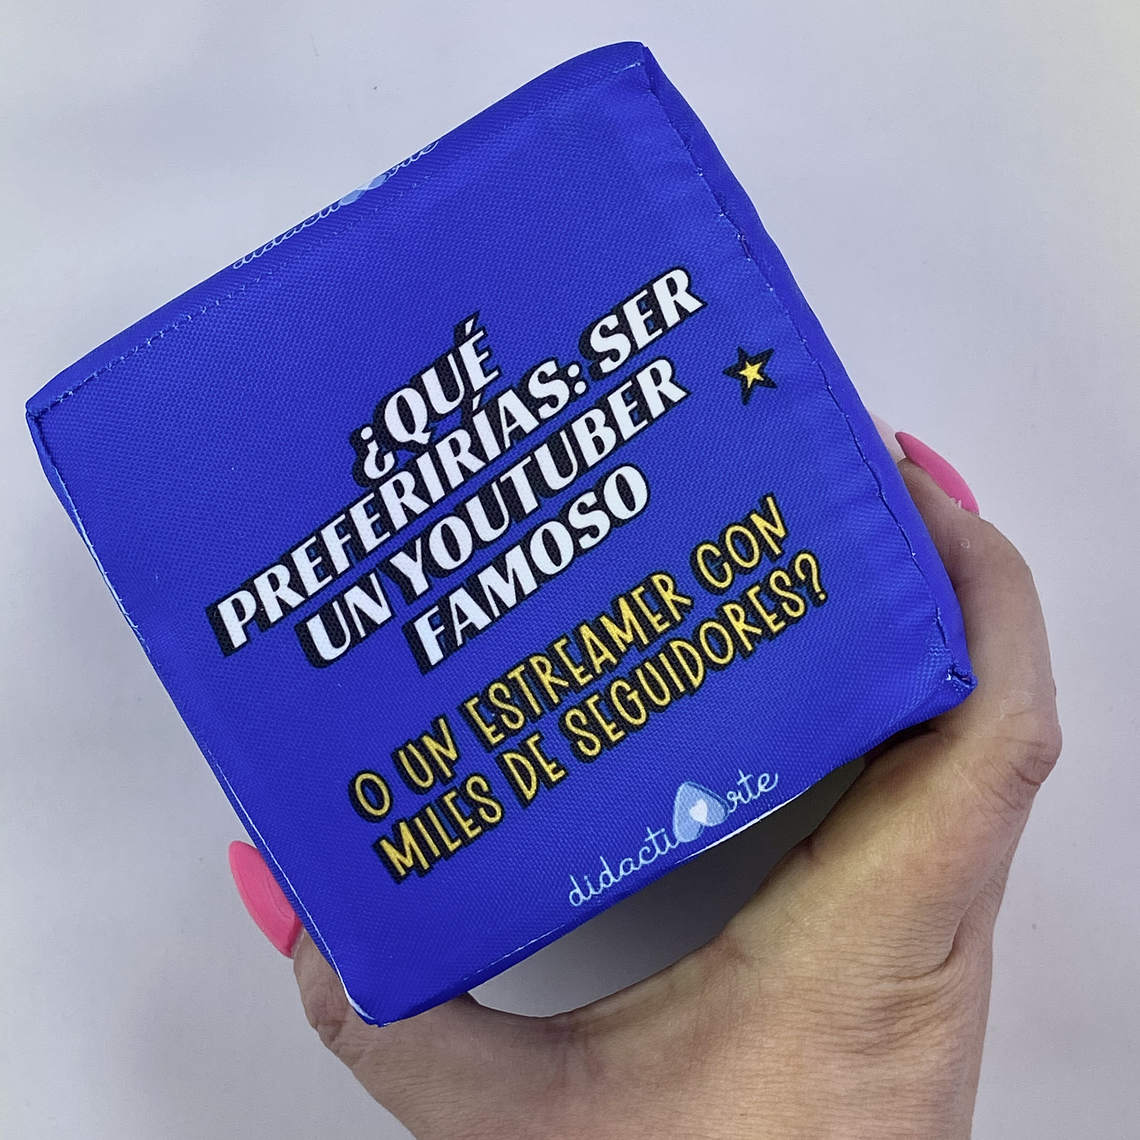 ¿QUÉ
PREFERIRÍAS: SER
UN YOUTUBER
FAMOSO
O UN ESTREAMER CON
MILES DE SEGUIDORES?
didactiArte